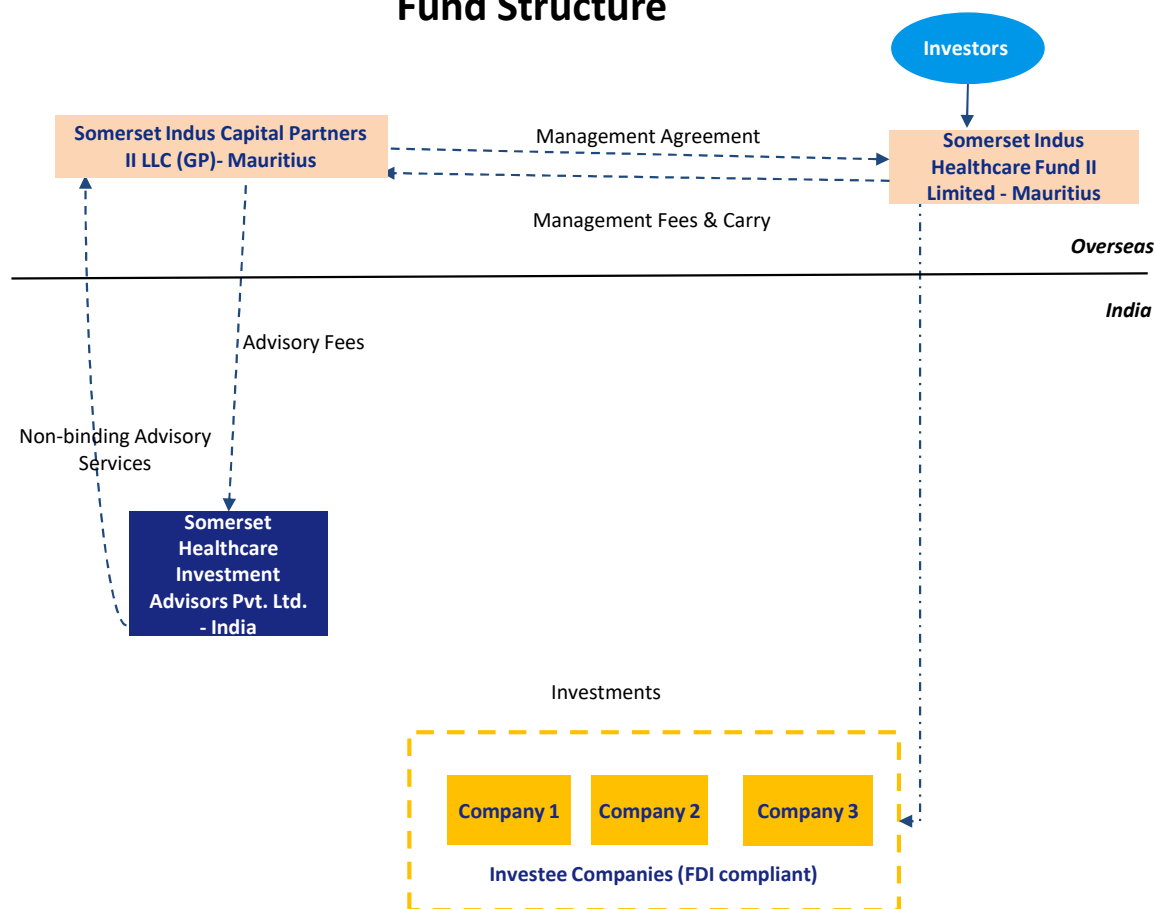 Fund Structure
Investors
Somerset Indus Capital Partners
II LLC (GP)- Mauritius
Management Agreement
Somerset Indus
Healthcare Fund II
Limited - Mauritius
Management Fees & Carry
Overseas
India
Advisory Fees
Non-binding Advisory
Services
Somerset
Healthcare
Investment
Advisors Pvt. Ltd.
- India
Investments
Company 1
Company 2
Company 3
Investee Companies (FDI compliant)